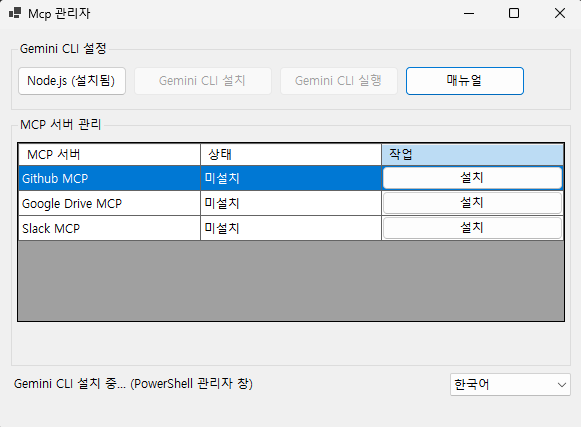 Mcp 관리자
Gemini CLI 설정
Node.js (설치됨) Gemini CLI 설치 Gemini CLI 실행 매뉴얼
MCP 서버 관리
MCP 서버 상태 작업
Github MCP 미설치 설치
Google Drive MCP 미설치 설치
Slack MCP 미설치 설치
Gemini CLI 설치 중... (PowerShell 관리자 창) 한국어